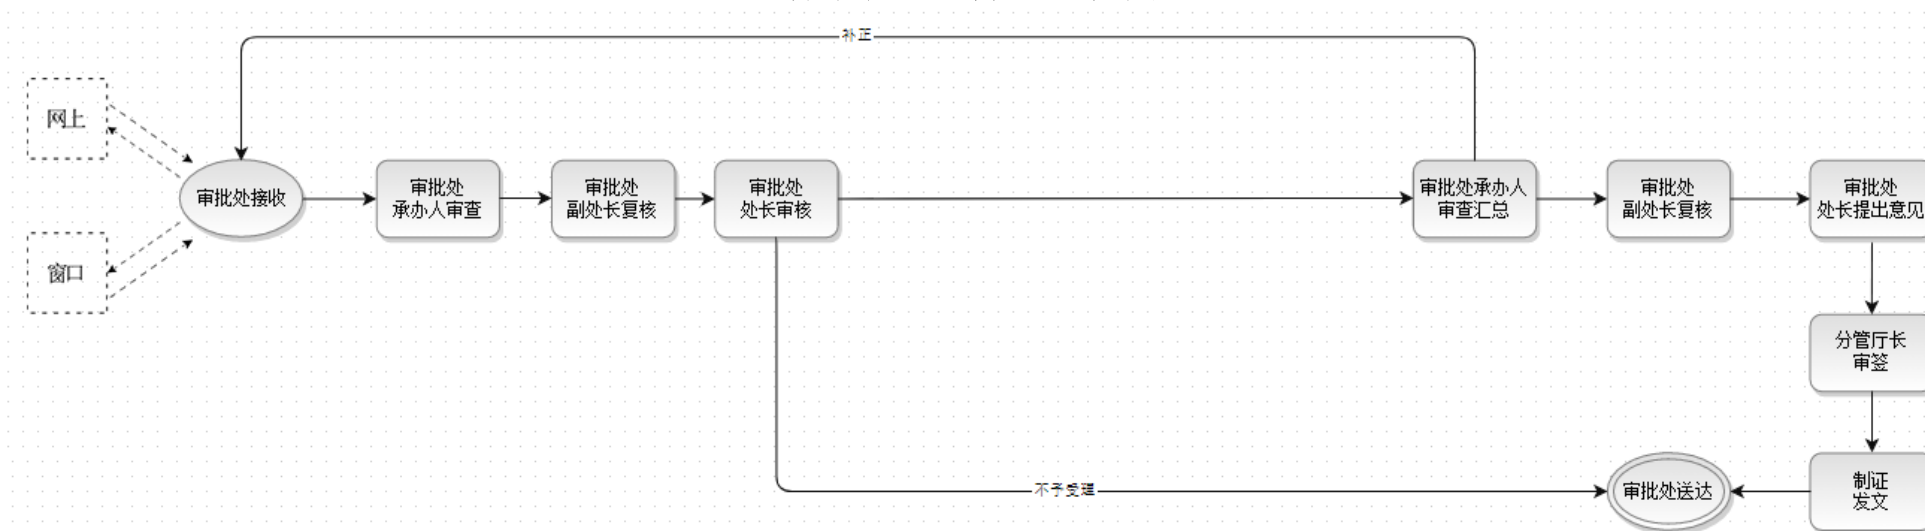 补正
网上
审批处接收
审批处
承办人审查
审批处
副处长复核
审批处
处长审核
审批处承办人
审查汇总
审批处
副处长复核
审批处
处长提出意见
窗口
分管厅长
审签
不予受理
审批处送达
制证
发文